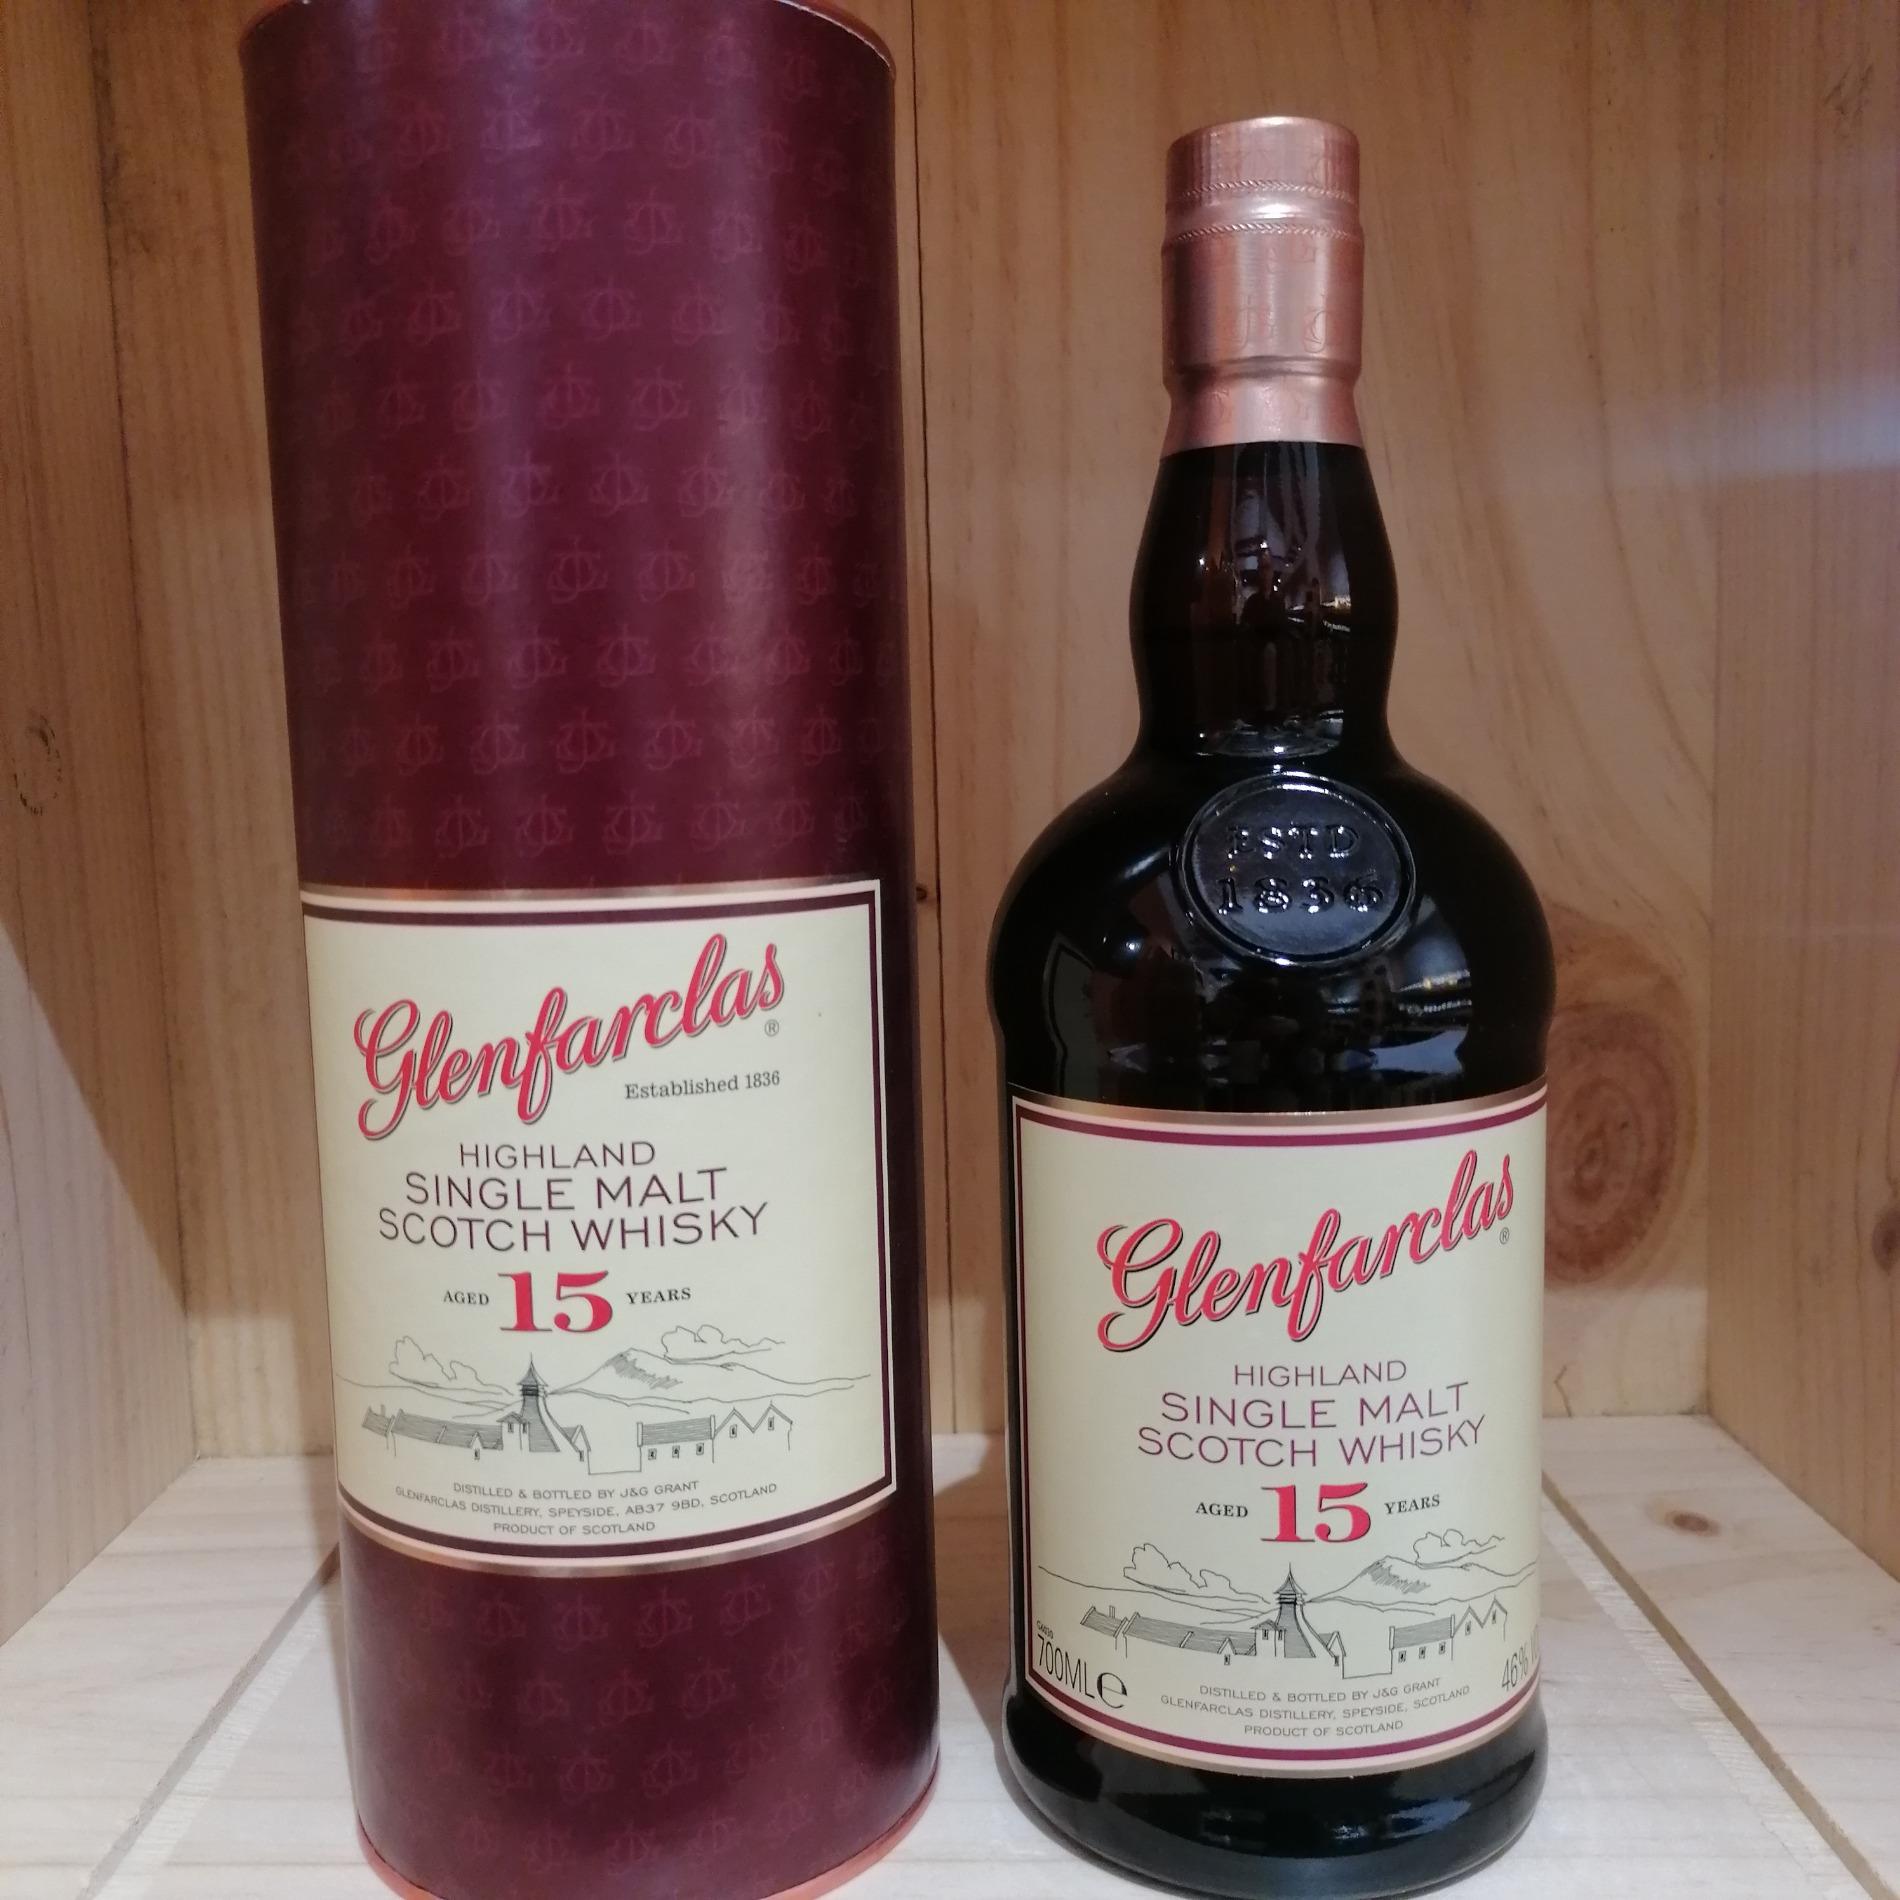 Glenfarclas®
Established 1836
HIGHLAND
SINGLE MALT
SCOTCH WHISKY
AGED 15 YEARS
DISTILLED & BOTTLED BY J&G GRANT
GLENFARCLAS DISTILLERY, SPEYSIDE, AB37 9BD, SCOTLAND
PRODUCT OF SCOTLAND
ESTD
1836
Glenfarclas®
HIGHLAND
SINGLE MALT
SCOTCH WHISKY
AGED 15 YEARS
700ML e
46%
DISTILLED & BOTTLED BY J&G GRANT
GLENFARCLAS DISTILLERY, SPEYSIDE, SCOTLAND
PRODUCT OF SCOTLAND